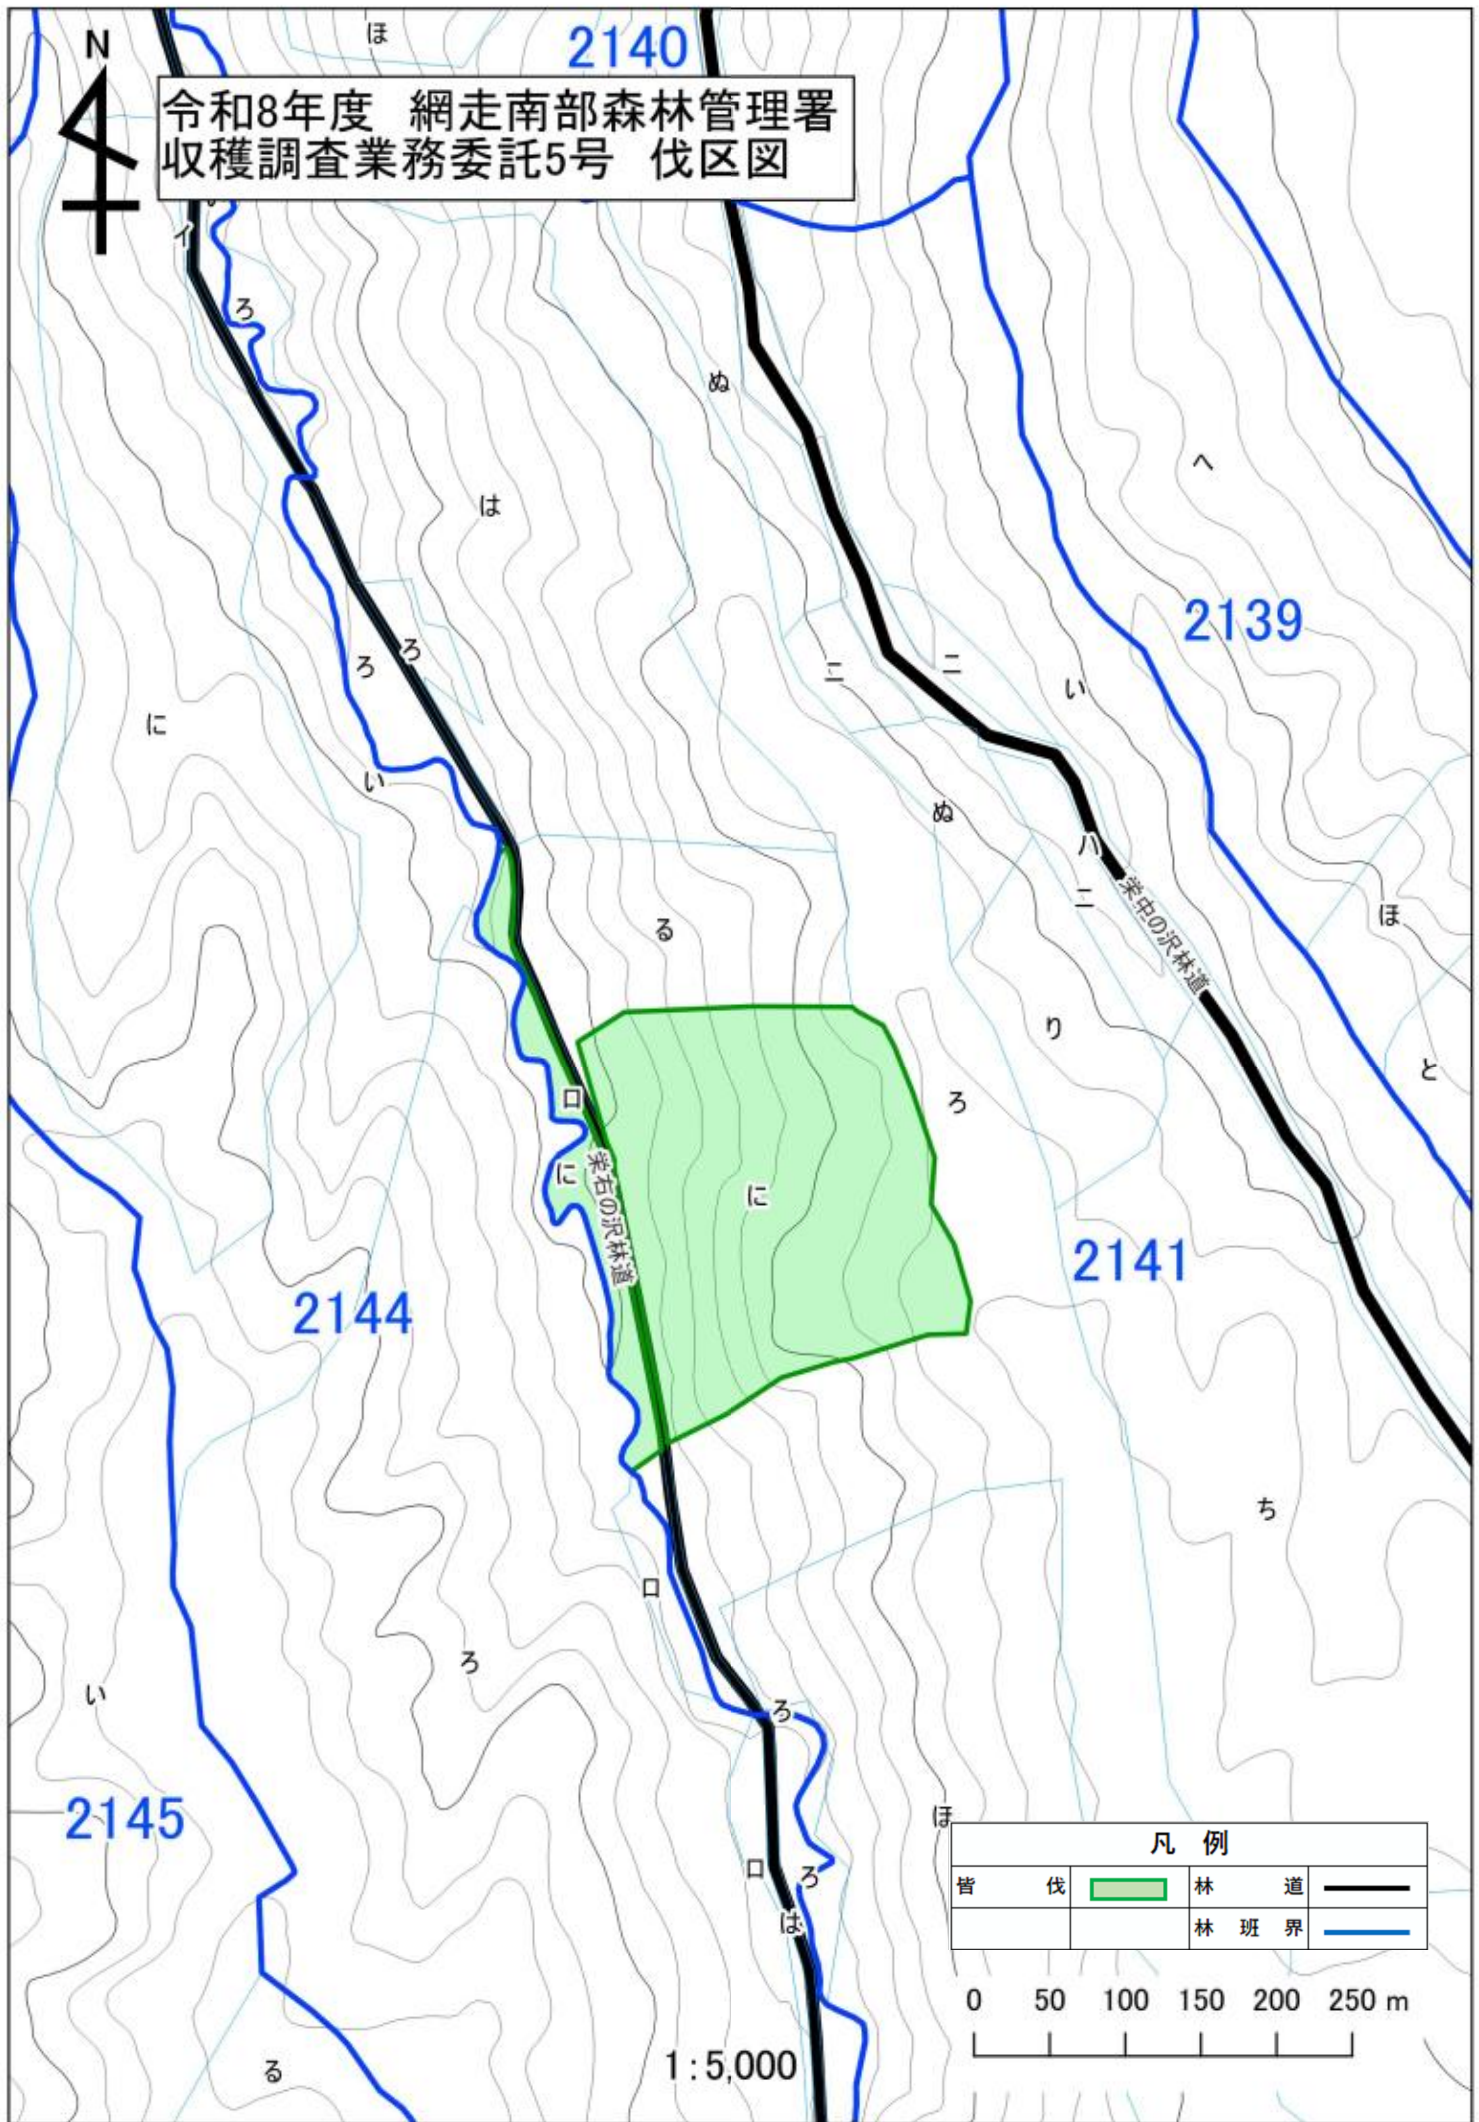 N
ほ
2140
令和8年度 網走南部森林管理署
収穫調査業務委託5号 伐区図
イ
ろ
ぬ
へ
は
2139
ろ
ろ
ニ
ニ
い
に
い
ぬ
ハ
ニ
栄中の沢林道
ほ
る
り
と
ロ
ろ
に
栄右の沢林道
に
2141
2144
ち
ロ
ろ
い
ろ
2145
ほ
凡 例
皆 伐
林 道
林 班 界
ロ
ろ
は
0 50 100 150 200 250 m
1:5,000
る